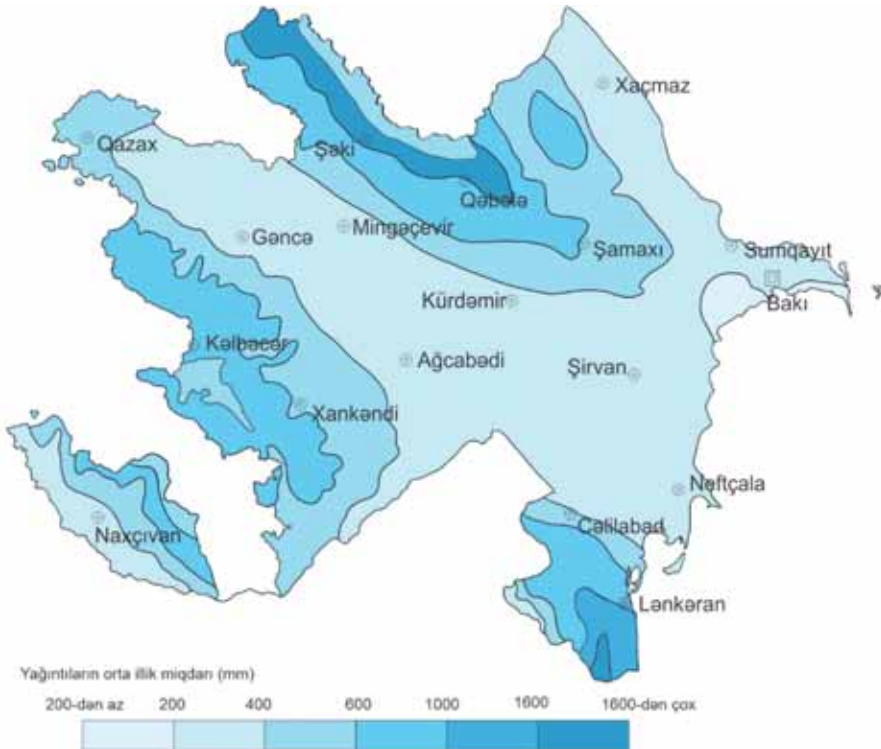 Xaçmaz
Qazax
Şəki
Qəbələ
Gəncə
Mingəçevir
Şamaxı
Sumqayıt
Kürdəmir
Bakı
Kəlbəcər
Ağcabədi
Şirvan
Xankəndi
Neftçala
Naxçıvan
Cəlilabad
Lənkəran
Yağıntıların orta illik miqdarı (mm)
200-dən az 200 400 600 1000 1600 1600-dən çox